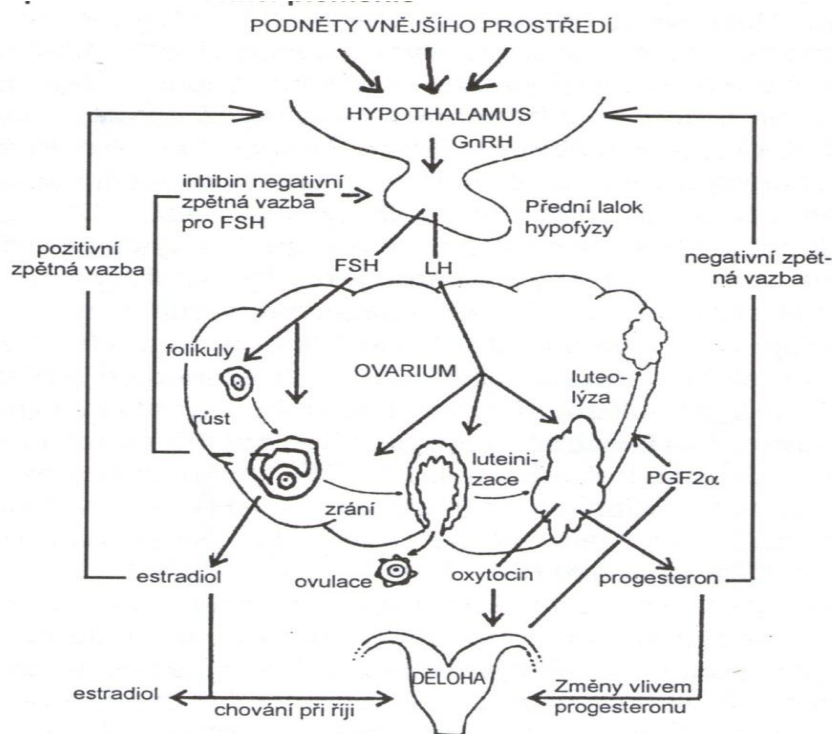 PODNĚTY VNĚJŠÍHO PROSTŘEDÍ
HYPOTHALAMUS
GnRH
inhibin negativní
zpětná vazba
pro FSH
Přední lalok
hypofýzy
pozitivní
zpětná vazba
negativní zpět-
ná vazba
FSH
LH
folikuly
OVARIUM
luteo-
lýza
růst
luteini-
zace
PGF2α
zrání
estradiol
ovulace
oxytocin
progesteron
DĚLOHA
estradiol
chování při říji
Změny vlivem
progesteronu